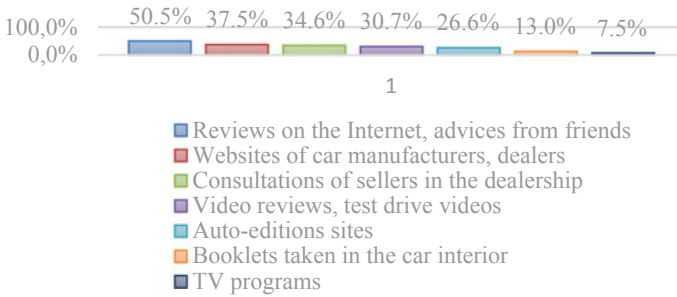 50.5% 37.5% 34.6% 30.7% 26.6% 13.0% 7.5%
100,0%
0,0%
1
Reviews on the Internet, advices from friends
Websites of car manufacturers, dealers
Consultations of sellers in the dealership
Video reviews, test drive videos
Auto-editions sites
Booklets taken in the car interior
TV programs